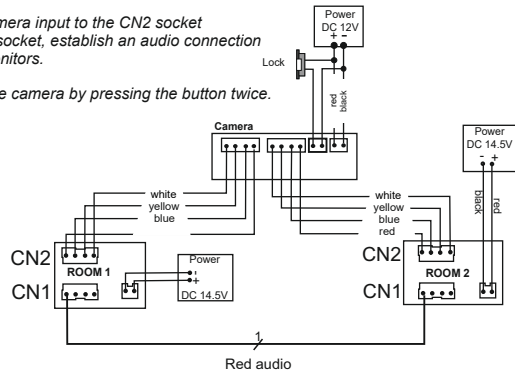 mera input to the CN2 socket
socket, establish an audio connection
nitors.
e camera by pressing the button twice.
Power
DC 12V
+ -
Lock
red
black
Camera
Power
DC 14.5V
- +
black
red
white
yellow
blue
white
yellow
blue
red
CN2
ROOM 1
CN1
Power
-
+
DC 14.5V
CN2
ROOM 2
CN1
1
Red audio